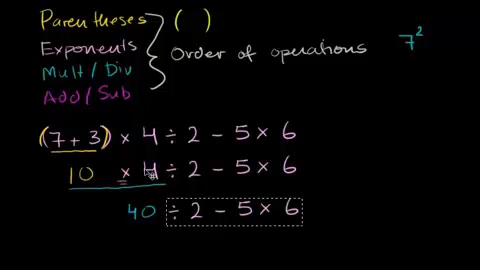 Parentheses ( )
Exponents
Order of operations 7²
Mult/Div
Add/Sub
(7 + 3) × 4 ÷ 2 − 5 × 6
10 × 4 ÷ 2 − 5 × 6
40 ÷ 2 − 5 × 6